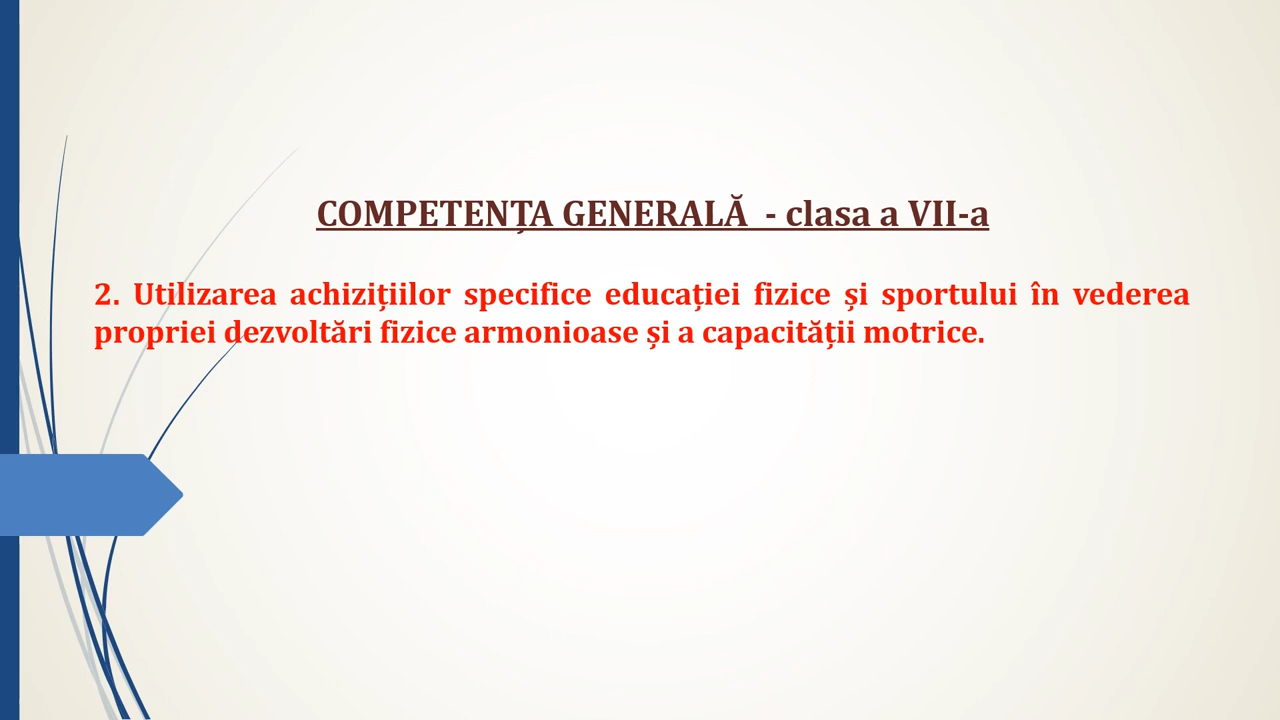 COMPETENȚA GENERALĂ - clasa a VII-a
2. Utilizarea achizițiilor specifice educației fizice și sportului în vederea
propriei dezvoltări fizice armonioase și a capacității motrice.